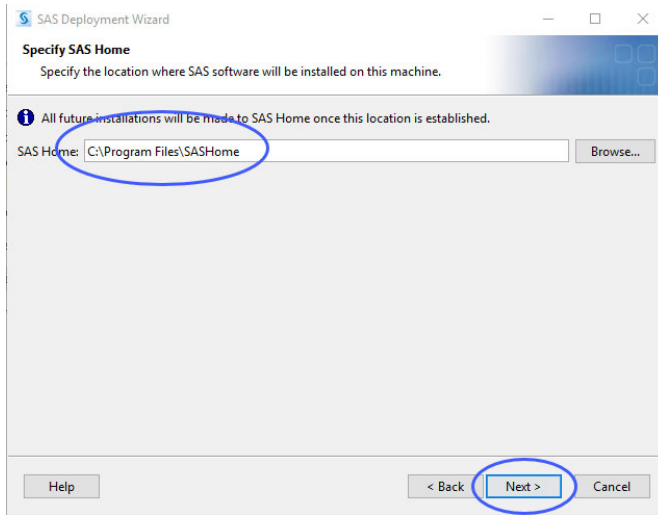 SAS Deployment Wizard
Specify SAS Home
Specify the location where SAS software will be installed on this machine.
All future installations will be made to SAS Home once this location is established.
SAS Home: C:\Program Files\SASHome Browse...
Help < Back Next > Cancel